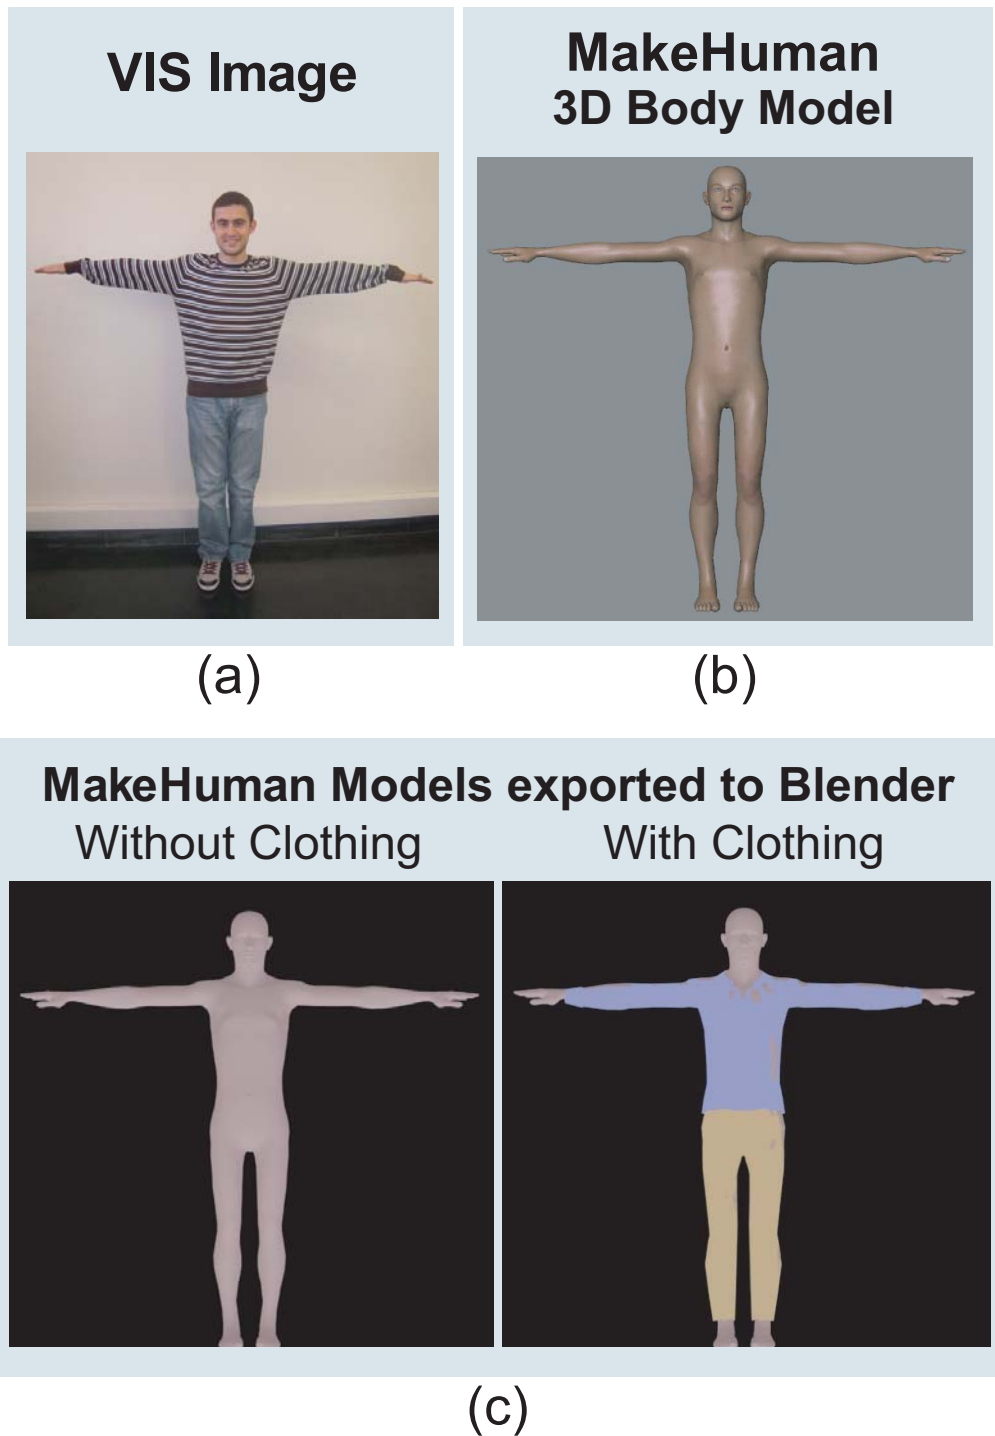 VIS Image
MakeHuman
3D Body Model
(a)
(b)
MakeHuman Models exported to Blender
Without Clothing
With Clothing
(c)